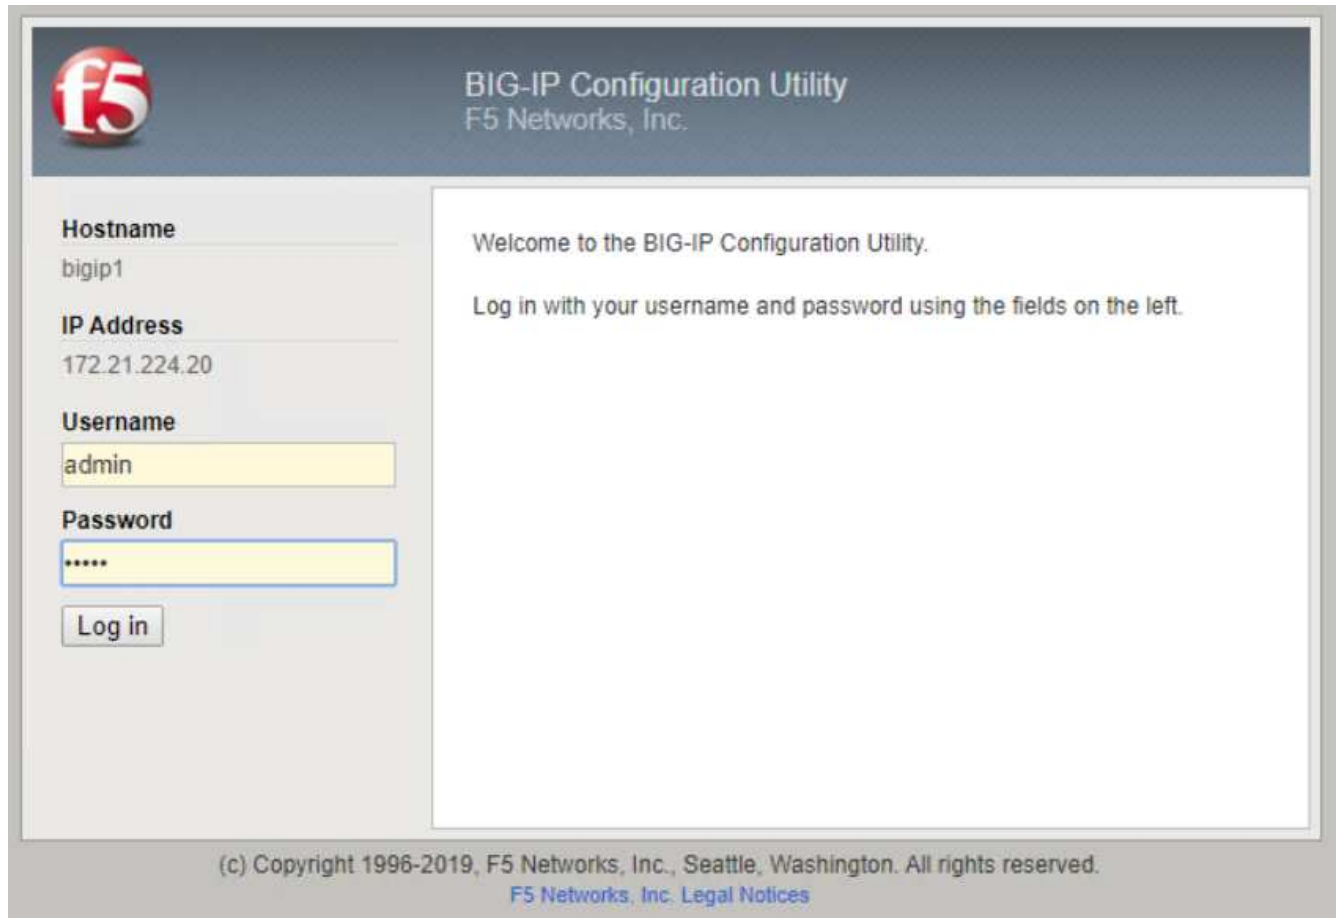 f5
BIG-IP Configuration Utility
F5 Networks, Inc.
Hostname
bigip1
IP Address
172.21.224.20
Username
admin
Password
•••••
Log in
Welcome to the BIG-IP Configuration Utility.
Log in with your username and password using the fields on the left.
(c) Copyright 1996-2019, F5 Networks, Inc., Seattle, Washington. All rights reserved.
F5 Networks, Inc. Legal Notices